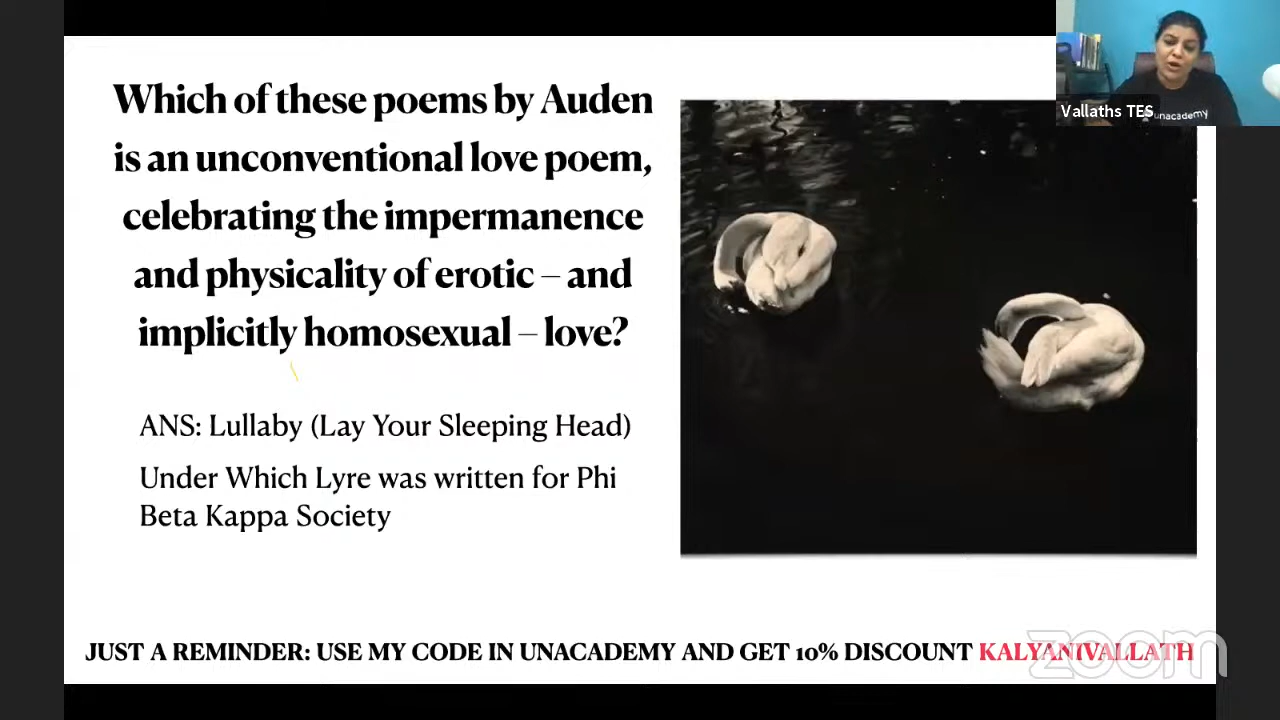 Which of these poems by Auden
is an unconventional love poem,
celebrating the impermanence
and physicality of erotic – and
implicitly homosexual – love?
ANS: Lullaby (Lay Your Sleeping Head)
Under Which Lyre was written for Phi
Beta Kappa Society
Vallaths TES
unacademy
JUST A REMINDER: USE MY CODE IN UNACADEMY AND GET 10% DISCOUNT KALYANIVALLATH
zoom